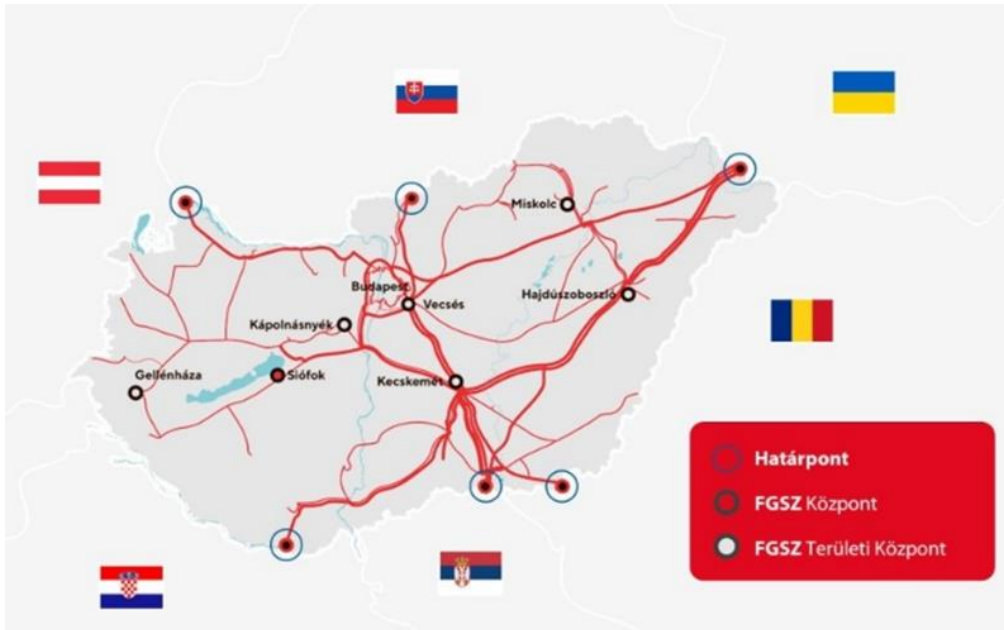 Miskolc
Budapest
Vecsés
Hajdúszoboszló
Kápolnásnyék
Gellénháza
Siófok
Kecskemét
Határpont
FGSZ Központ
FGSZ Területi Központ